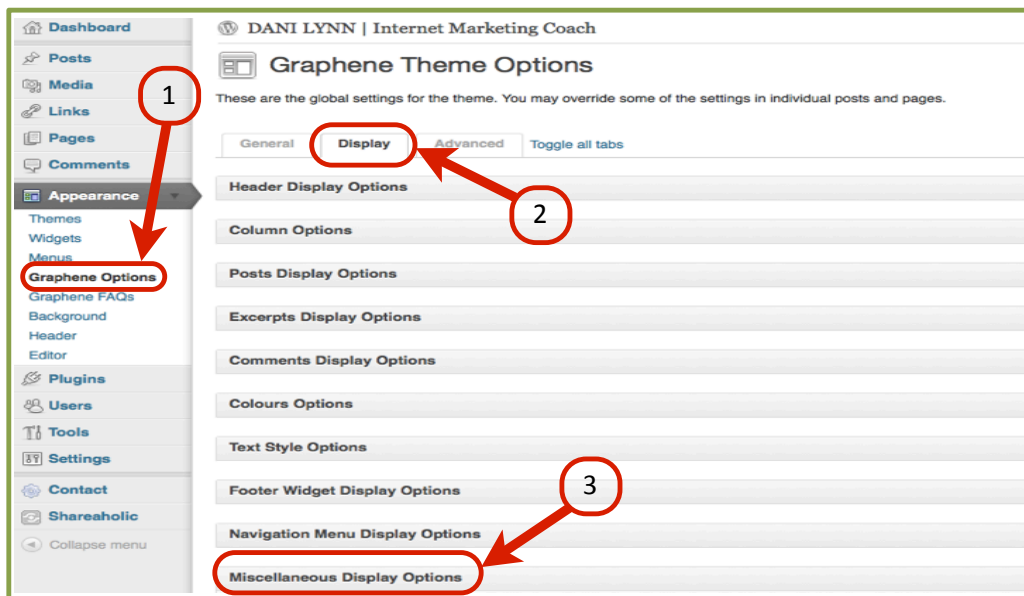 Dashboard
Posts
Media
Links
Pages
Comments
Appearance
Themes
Widgets
Menus
Graphene Options
Graphene FAQs
Background
Header
Editor
Plugins
Users
Tools
Settings
Contact
Shareaholic
Collapse menu
DANI LYNN | Internet Marketing Coach
Graphene Theme Options
These are the global settings for the theme. You may override some of the settings in individual posts and pages.
General Display Advanced Toggle all tabs
Header Display Options
Column Options
Posts Display Options
Excerpts Display Options
Comments Display Options
Colours Options
Text Style Options
Footer Widget Display Options
Navigation Menu Display Options
Miscellaneous Display Options
1
2
3